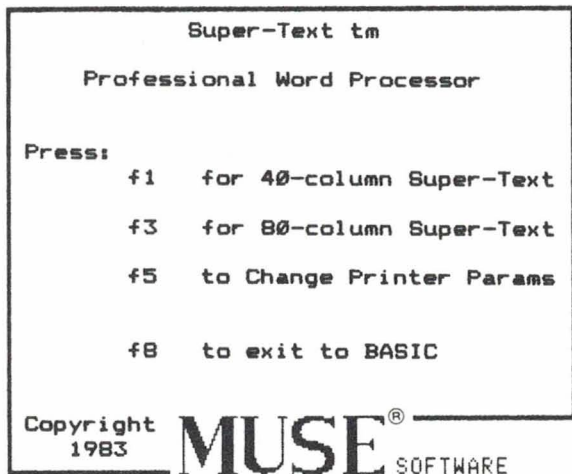 Super-Text tm
Professional Word Processor
Press:
f1 for 40-column Super-Text
f3 for 80-column Super-Text
f5 to Change Printer Params
f8 to exit to BASIC
Copyright
1983
MUSE® SOFTWARE